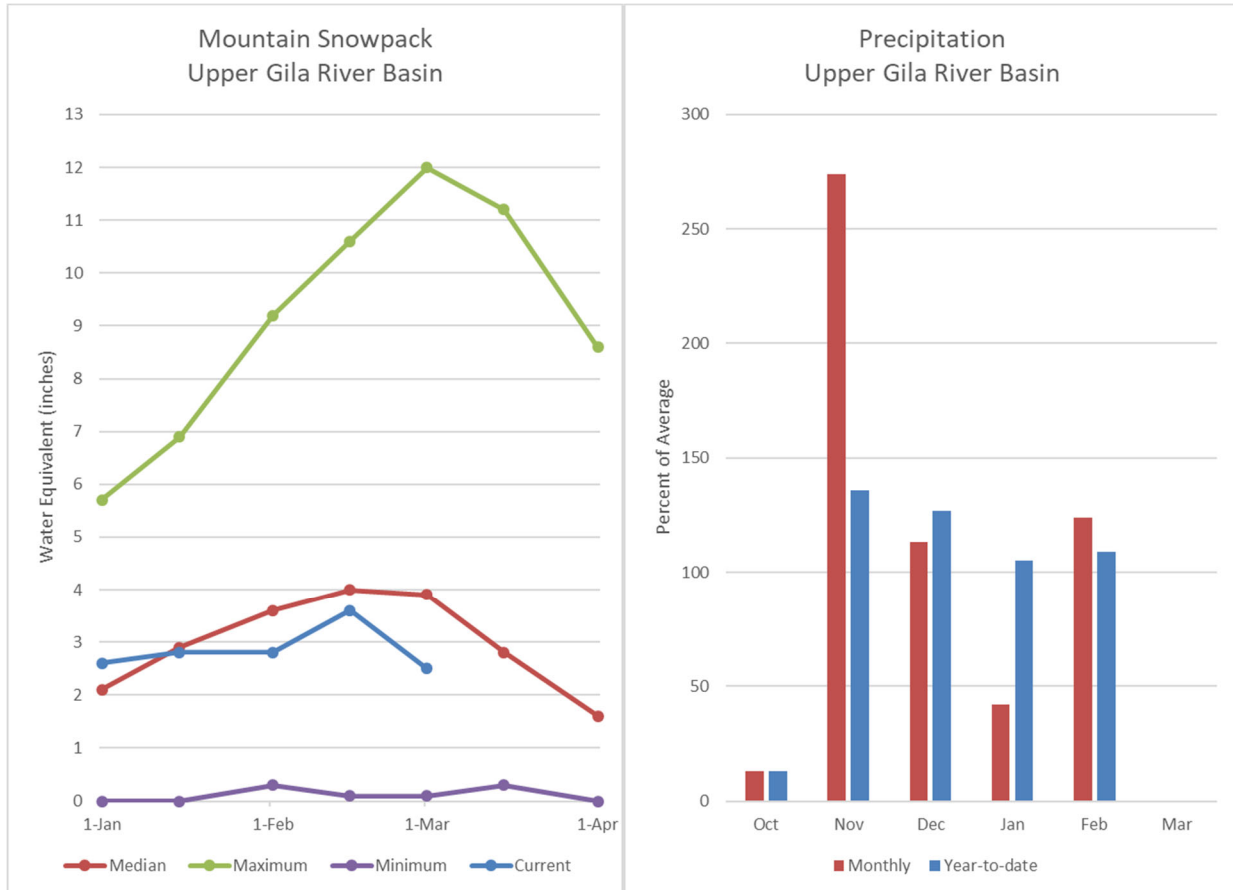 Mountain Snowpack
Upper Gila River Basin
13
12
11
10
9
8
7
6
5
4
3
2
1
0
Water Equivalent (inches)
1-Jan 1-Feb 1-Mar 1-Apr
Median Maximum Minimum Current
Precipitation
Upper Gila River Basin
300
250
200
150
100
50
0
Percent of Average
Oct Nov Dec Jan Feb Mar
Monthly Year-to-date